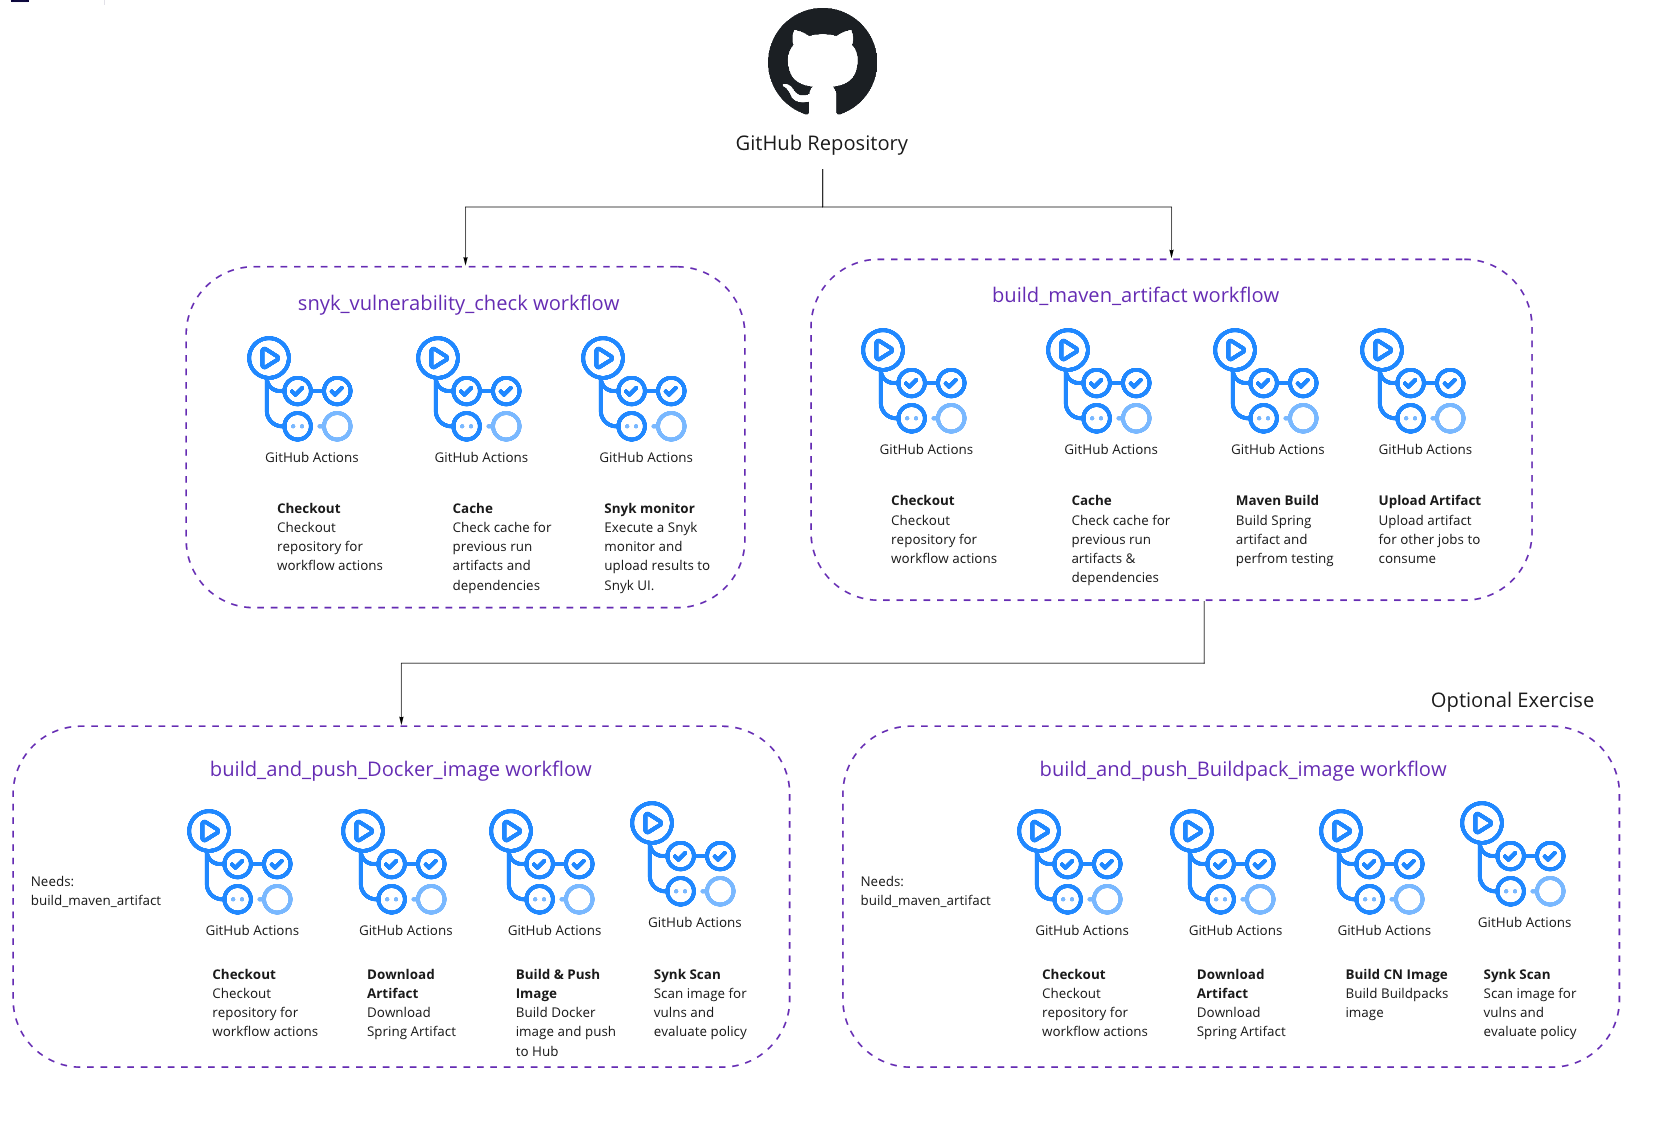 GitHub Repository
snyk_vulnerability_check workflow
GitHub Actions
GitHub Actions
GitHub Actions
Checkout
Checkout
repository for
workflow actions
Cache
Check cache for
previous run
artifacts and
dependencies
Snyk monitor
Execute a Snyk
monitor and
upload results to
Snyk UI.
build_maven_artifact workflow
GitHub Actions
GitHub Actions
GitHub Actions
GitHub Actions
Checkout
Checkout
repository for
workflow actions
Cache
Check cache for
previous run
artifacts &
dependencies
Maven Build
Build Spring
artifact and
perfrom testing
Upload Artifact
Upload artifact
for other jobs to
consume
build_and_push_Docker_image workflow
Needs:
build_maven_artifact
GitHub Actions
GitHub Actions
GitHub Actions
GitHub Actions
Checkout
Checkout
repository for
workflow actions
Download
Artifact
Download
Spring Artifact
Build & Push
Image
Build Docker
image and push
to Hub
Synk Scan
Scan image for
vulns and
evaluate policy
Optional Exercise
build_and_push_Buildpack_image workflow
Needs:
build_maven_artifact
GitHub Actions
GitHub Actions
GitHub Actions
GitHub Actions
Checkout
Checkout
repository for
workflow actions
Download
Artifact
Download
Spring Artifact
Build CN Image
Build Buildpacks
image
Synk Scan
Scan image for
vulns and
evaluate policy